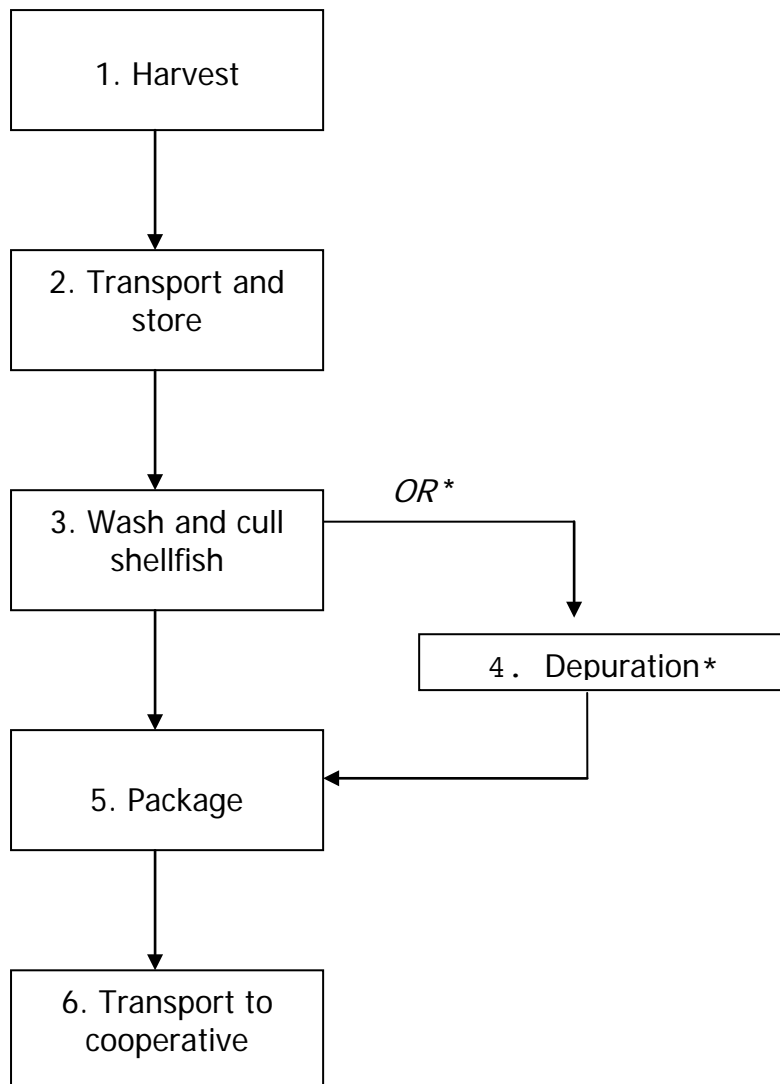 1. Harvest
2. Transport and
store
OR*
3. Wash and cull
shellfish
4. Depuration*
5. Package
6. Transport to
cooperative